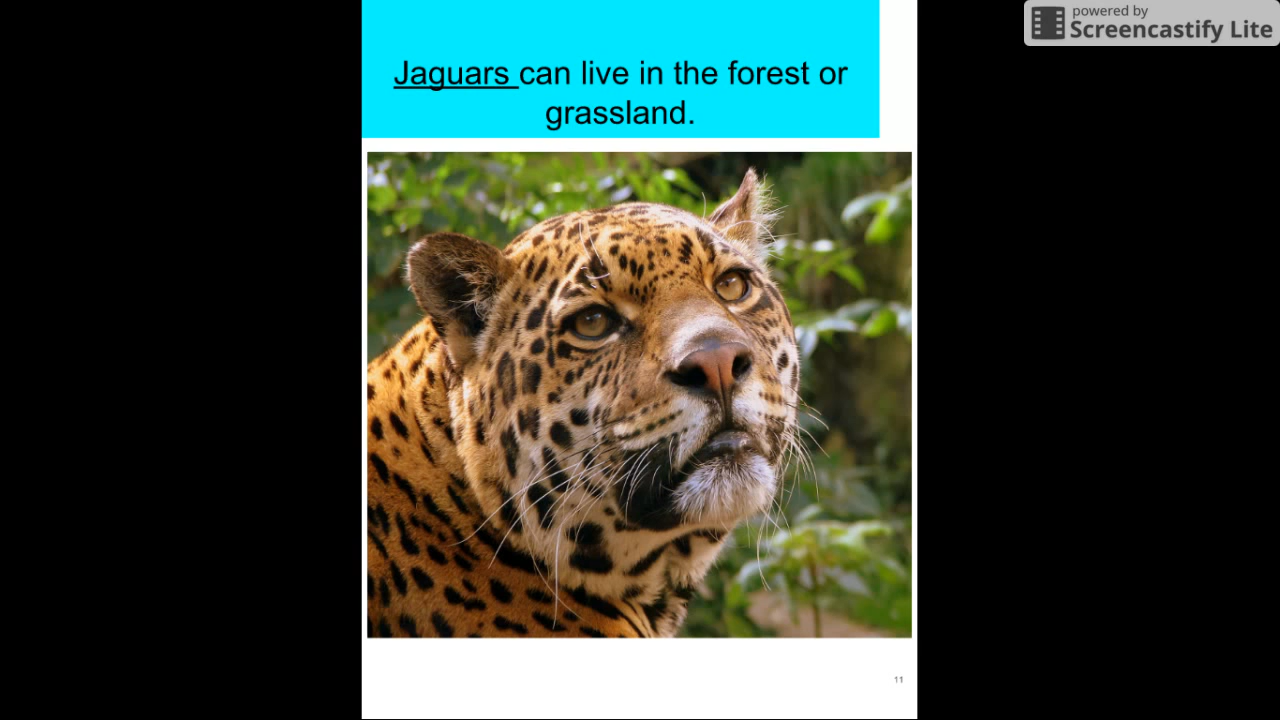 powered by
Screencastify Lite
Jaguars can live in the forest or
grassland.
11